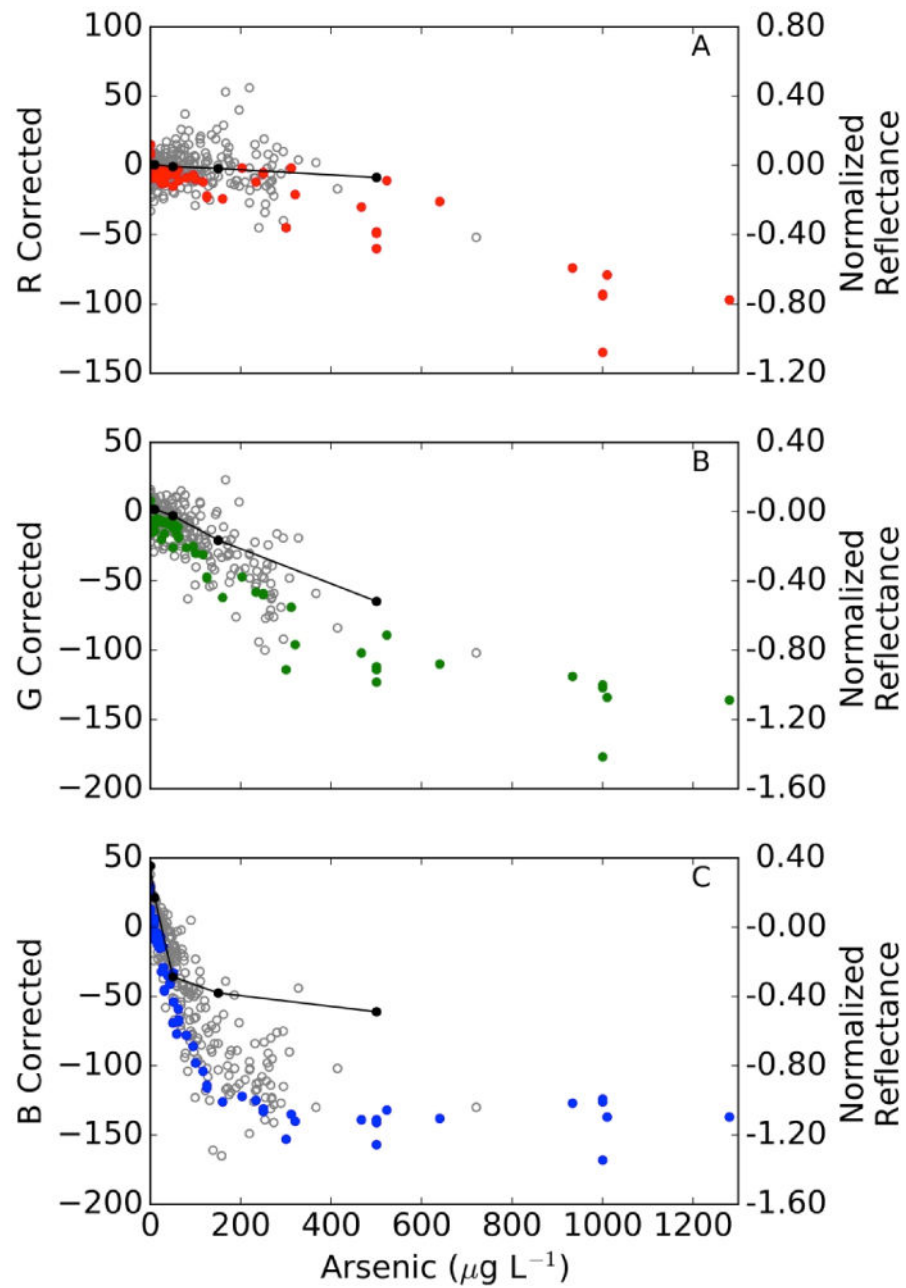 100
50
0
−50
−100
−150
R Corrected
A
0.80
0.40
0.00
-0.40
-0.80
-1.20
Normalized
Reflectance
50
0
−50
−100
−150
−200
G Corrected
B
0.40
-0.00
-0.40
-0.80
-1.20
-1.60
Normalized
Reflectance
50
0
−50
−100
−150
−200
B Corrected
C
0.40
-0.00
-0.40
-0.80
-1.20
-1.60
Normalized
Reflectance
0 200 400 600 800 1000 1200
Arsenic (μg L⁻¹)